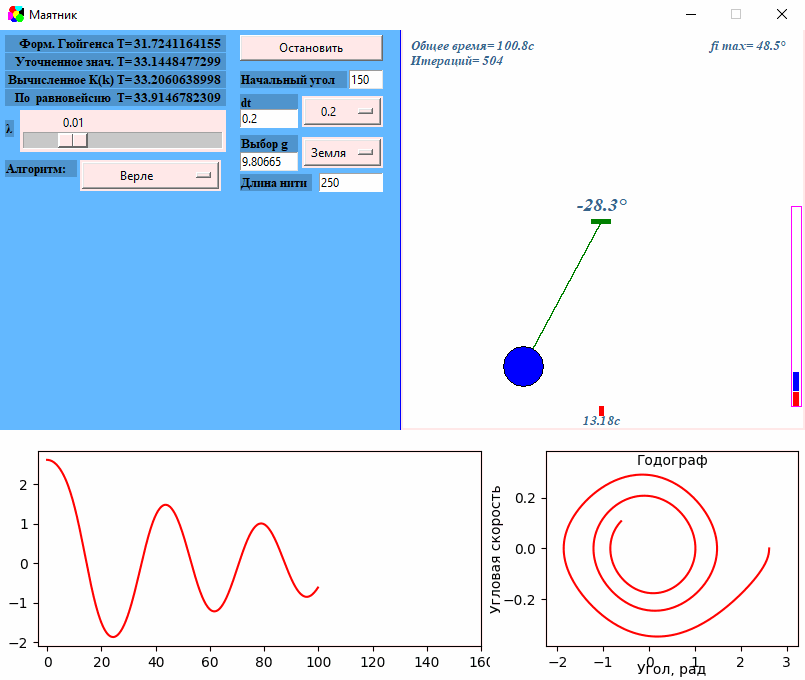 Маятник
Форм. Гюйгенса T= 31.7241164155
Уточненное знач. T= 33.1448477299
Вычисленное K(k) T= 33.2060638998
По равновейсию T= 33.9146782309
λ
0.01
Алгоритм:
Верле
Остановить
Начальный угол 150
dt
0.2
0.2
Выбор g
9.80665
Земля
Длина нити 250
Общее время= 100.8с
Итераций= 504
fi max= 48.5°
-28.3°
13.18с
2
1
0
−1
−2
0 20 40 60 80 100 120 140 160
Годограф
Угловая скорость
0.2
0.0
−0.2
−2 −1 0 1 2 3
Угол, рад